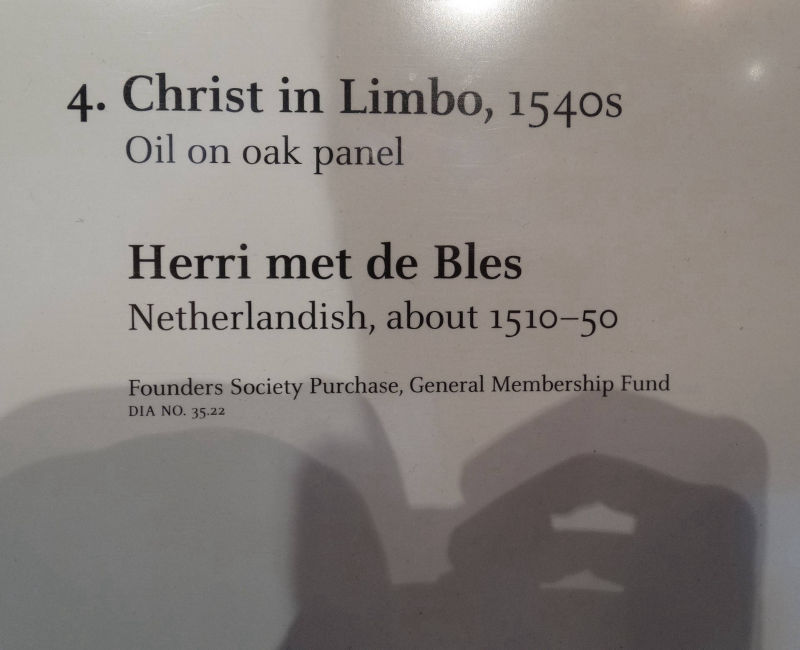 4. Christ in Limbo, 1540s
Oil on oak panel
Herri met de Bles
Netherlandish, about 1510–50
Founders Society Purchase, General Membership Fund
DIA NO. 35.22